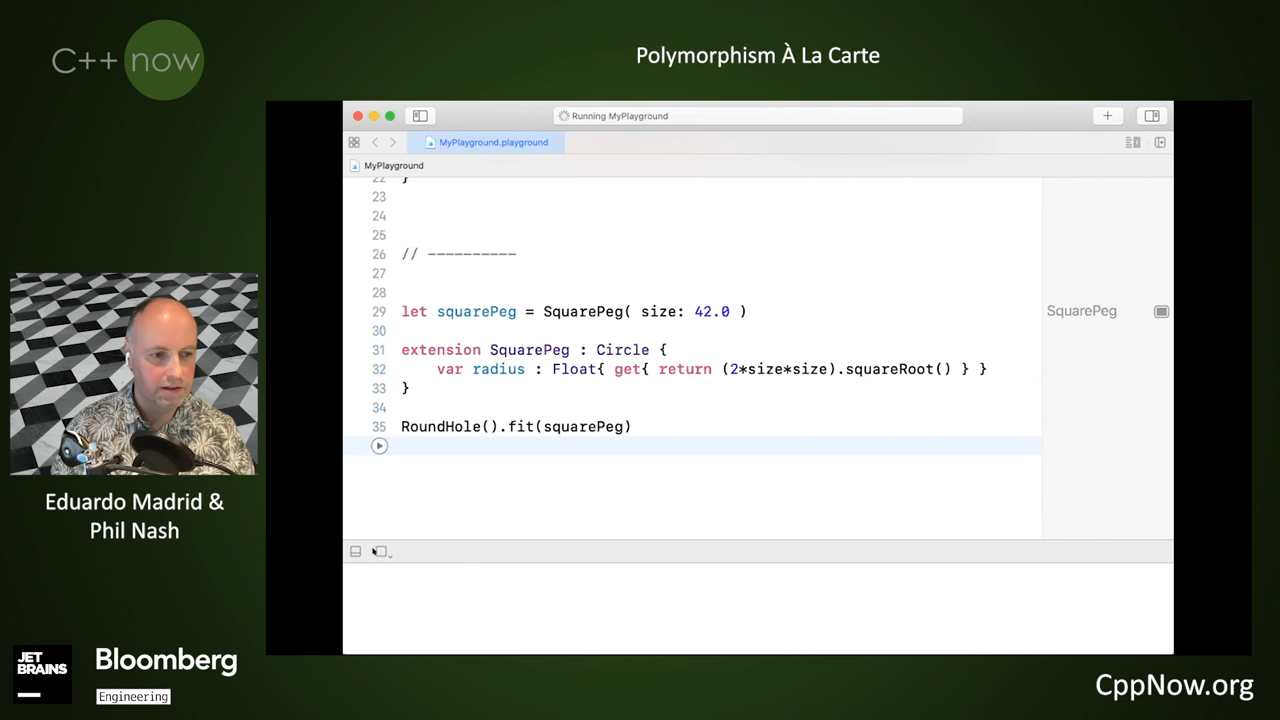 C++ now
Polymorphism À La Carte
Running MyPlayground
MyPlayground.playground
MyPlayground
22 }
23
24
25
26 // ----------
27
28
29 let squarePeg = SquarePeg( size: 42.0 )
SquarePeg
30
31 extension SquarePeg : Circle {
32 var radius : Float{ get{ return (2*size*size).squareRoot() } }
33 }
34
35 RoundHole().fit(squarePeg)
Eduardo Madrid &
Phil Nash
JET
BRAINS
Bloomberg
Engineering
CppNow.org